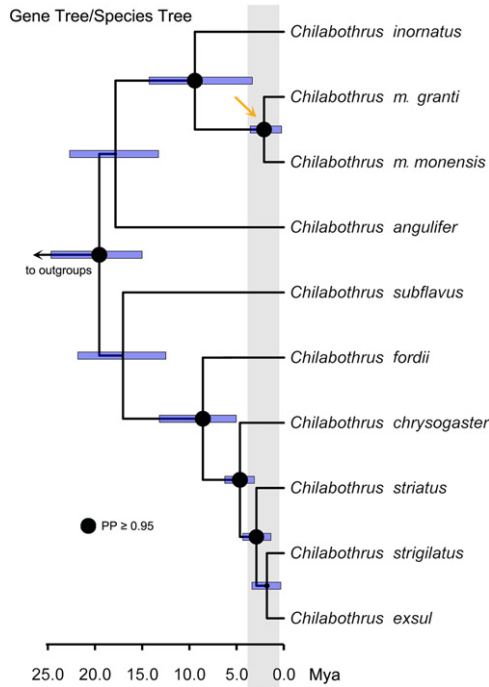 Gene Tree/Species Tree
Chilabothrus inornatus
Chilabothrus m. granti
Chilabothrus m. monensis
Chilabothrus angulifer
to outgroups
Chilabothrus subflavus
Chilabothrus fordii
Chilabothrus chrysogaster
Chilabothrus striatus
PP ≥ 0.95
Chilabothrus strigilatus
Chilabothrus exsul
25.0 20.0 15.0 10.0 5.0 0.0 Mya